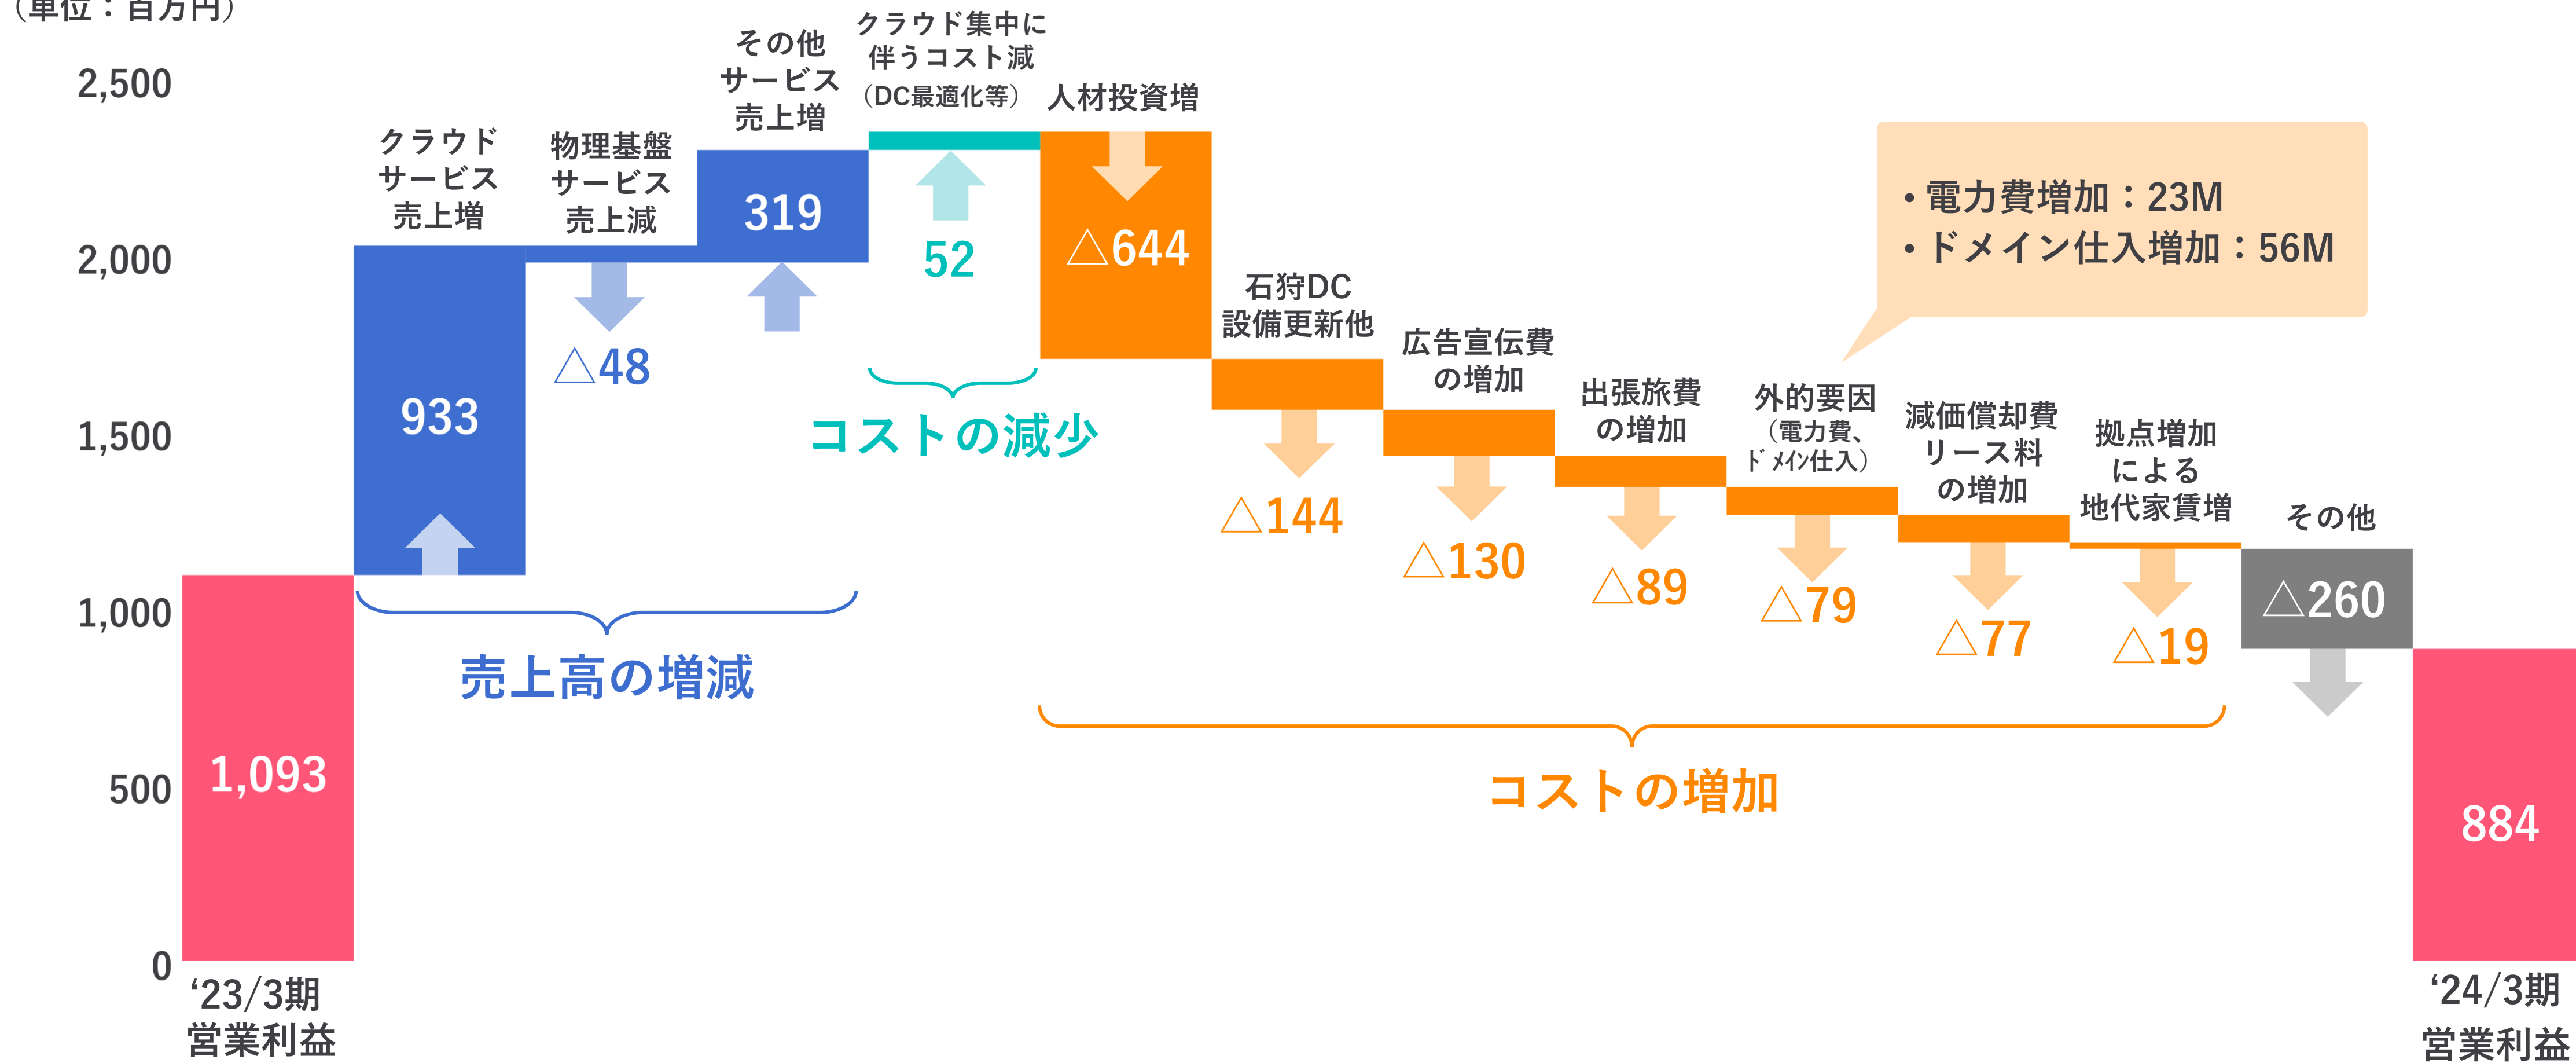 （単位：百万円）
2,500
2,000
1,500
1,000
500
0
‘23/3期
営業利益
1,093
クラウド
サービス
売上増
933
物理基盤
サービス
売上減
△48
その他
サービス
売上増
319
売上高の増減
クラウド集中に
伴うコスト減
（DC最適化等）
52
コストの減少
人材投資増
△644
石狩DC
設備更新他
△144
広告宣伝費
の増加
△130
出張旅費
の増加
△89
外的要因
（電力費、
ﾄﾞﾒｲﾝ仕入）
△79
• 電力費増加：23M
• ドメイン仕入増加：56M
減価償却費
リース料
の増加
△77
拠点増加
による
地代家賃増
△19
コストの増加
その他
△260
884
‘24/3期
営業利益